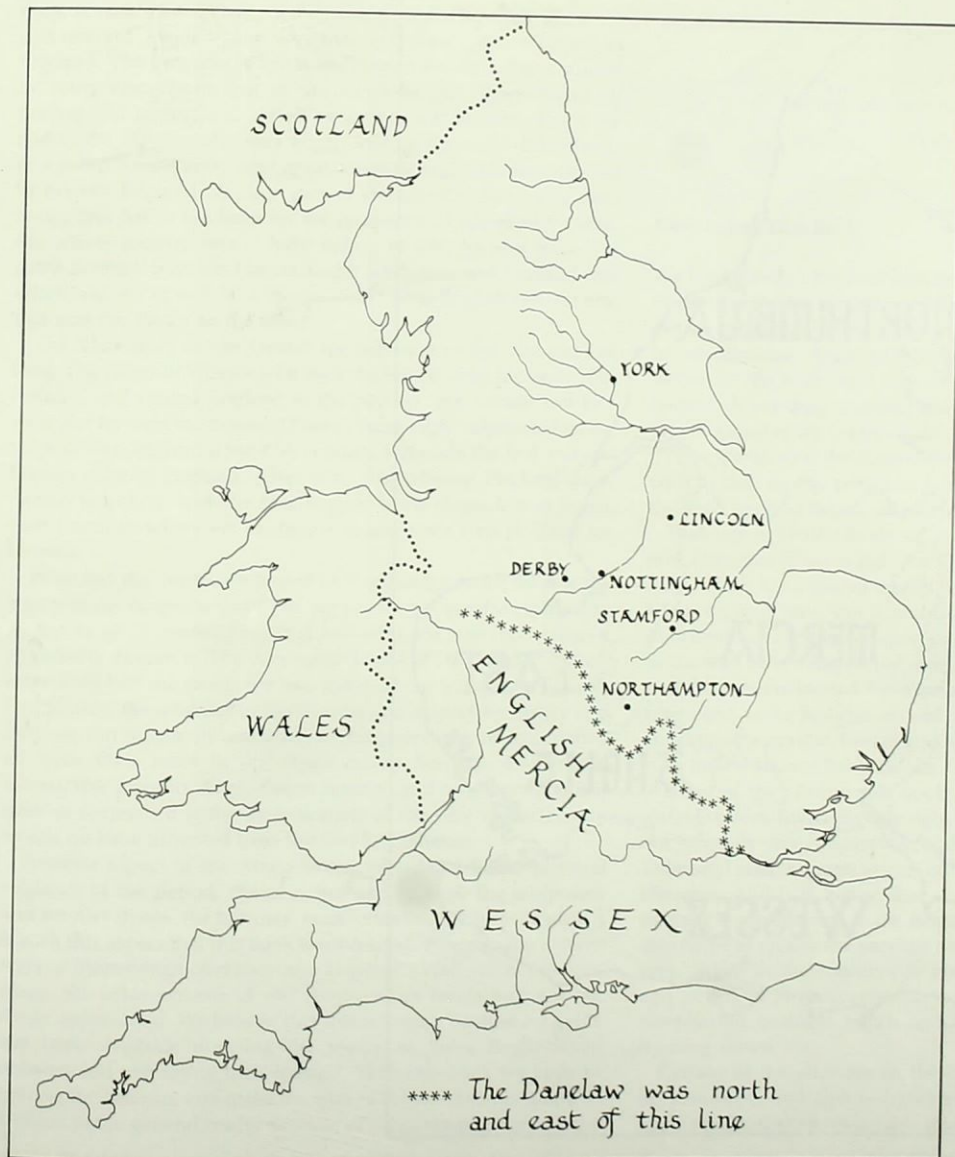 SCOTLAND
YORK
LINCOLN
DERBY
NOTTINGHAM
STAMFORD
NORTHAMPTON
ENGLISH
MERCIA
WALES
WESSEX
**** The Danelaw was north
and east of this line